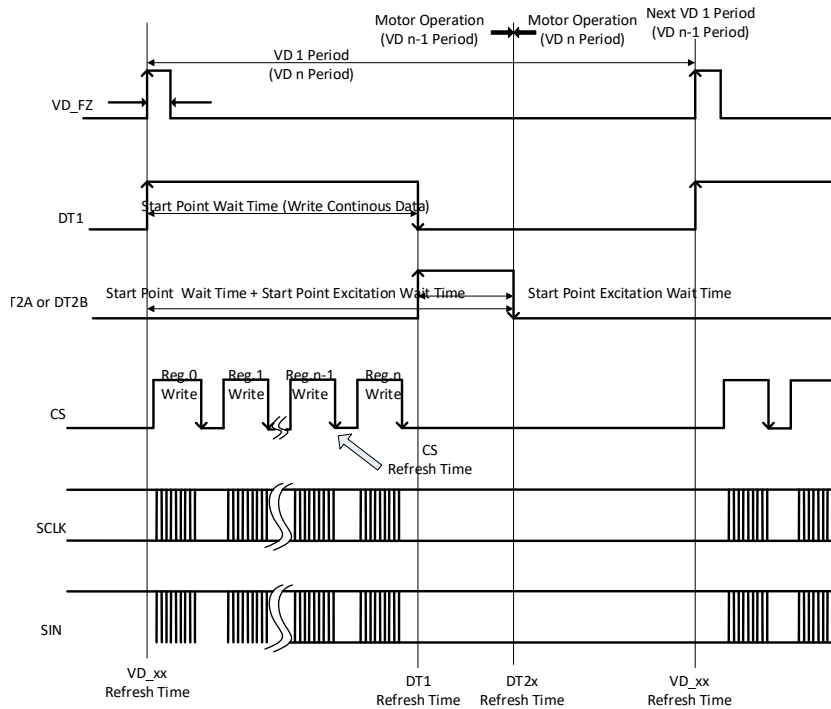 Motor Operation
(VD n-1 Period)
Motor Operation
(VD n Period)
Next VD 1 Period
(VD n-1 Period)
VD 1 Period
(VD n Period)
VD_FZ
Start Point Wait Time (Write Continous Data)
DT1
Start Point Wait Time + Start Point Excitation Wait Time
Start Point Excitation Wait Time
T2A or DT2B
Reg.0
Write
Reg.1
Write
Reg.n-1
Write
Reg.n
Write
CS
CS
Refresh Time
SCLK
SIN
VD_xx
Refresh Time
DT1
Refresh Time
DT2x
Refresh Time
VD_xx
Refresh Time